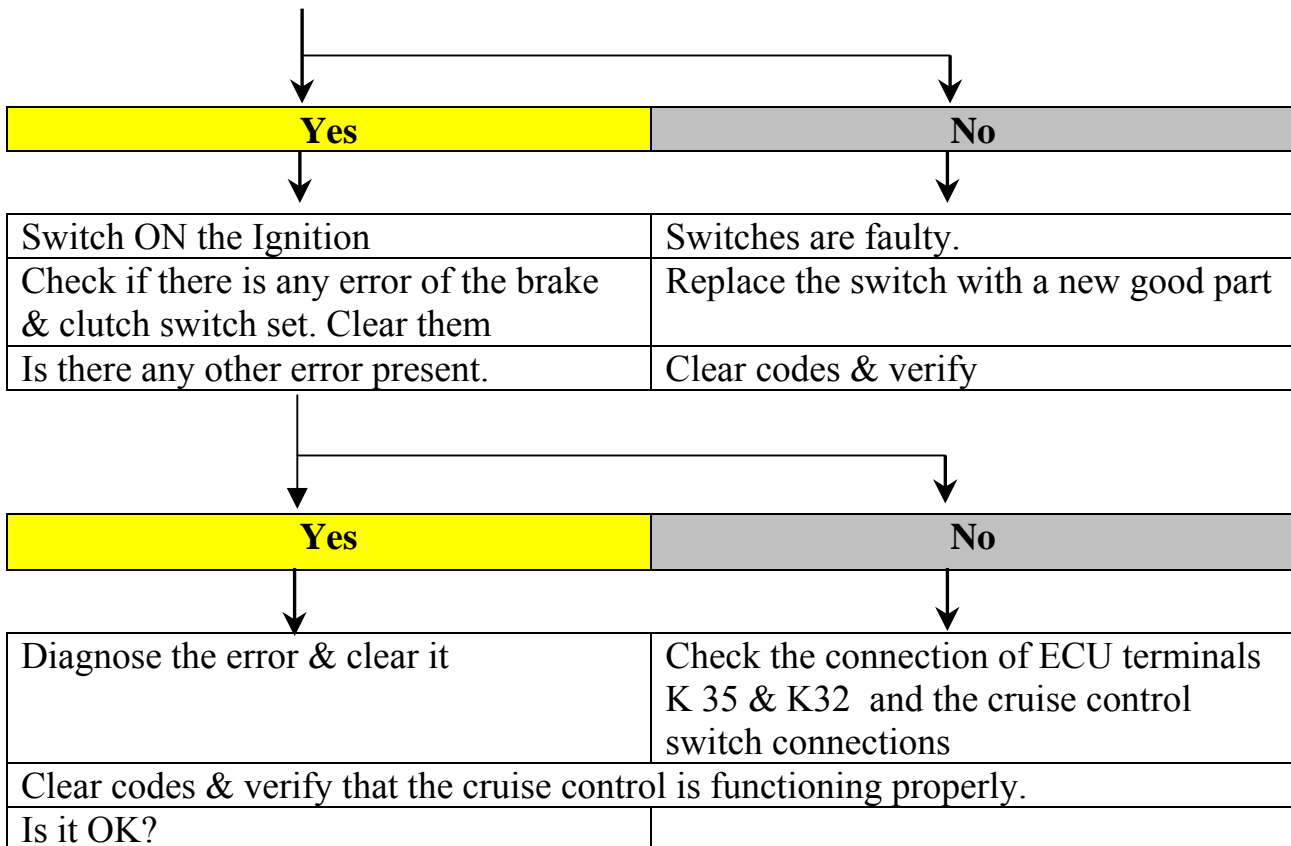 Yes No
Switch ON the Ignition
Switches are faulty.
Check if there is any error of the brake
& clutch switch set. Clear them
Replace the switch with a new good part
Is there any other error present.
Clear codes & verify
Yes No
Diagnose the error & clear it
Check the connection of ECU terminals
K 35 & K32 and the cruise control
switch connections
Clear codes & verify that the cruise control is functioning properly.
Is it OK?